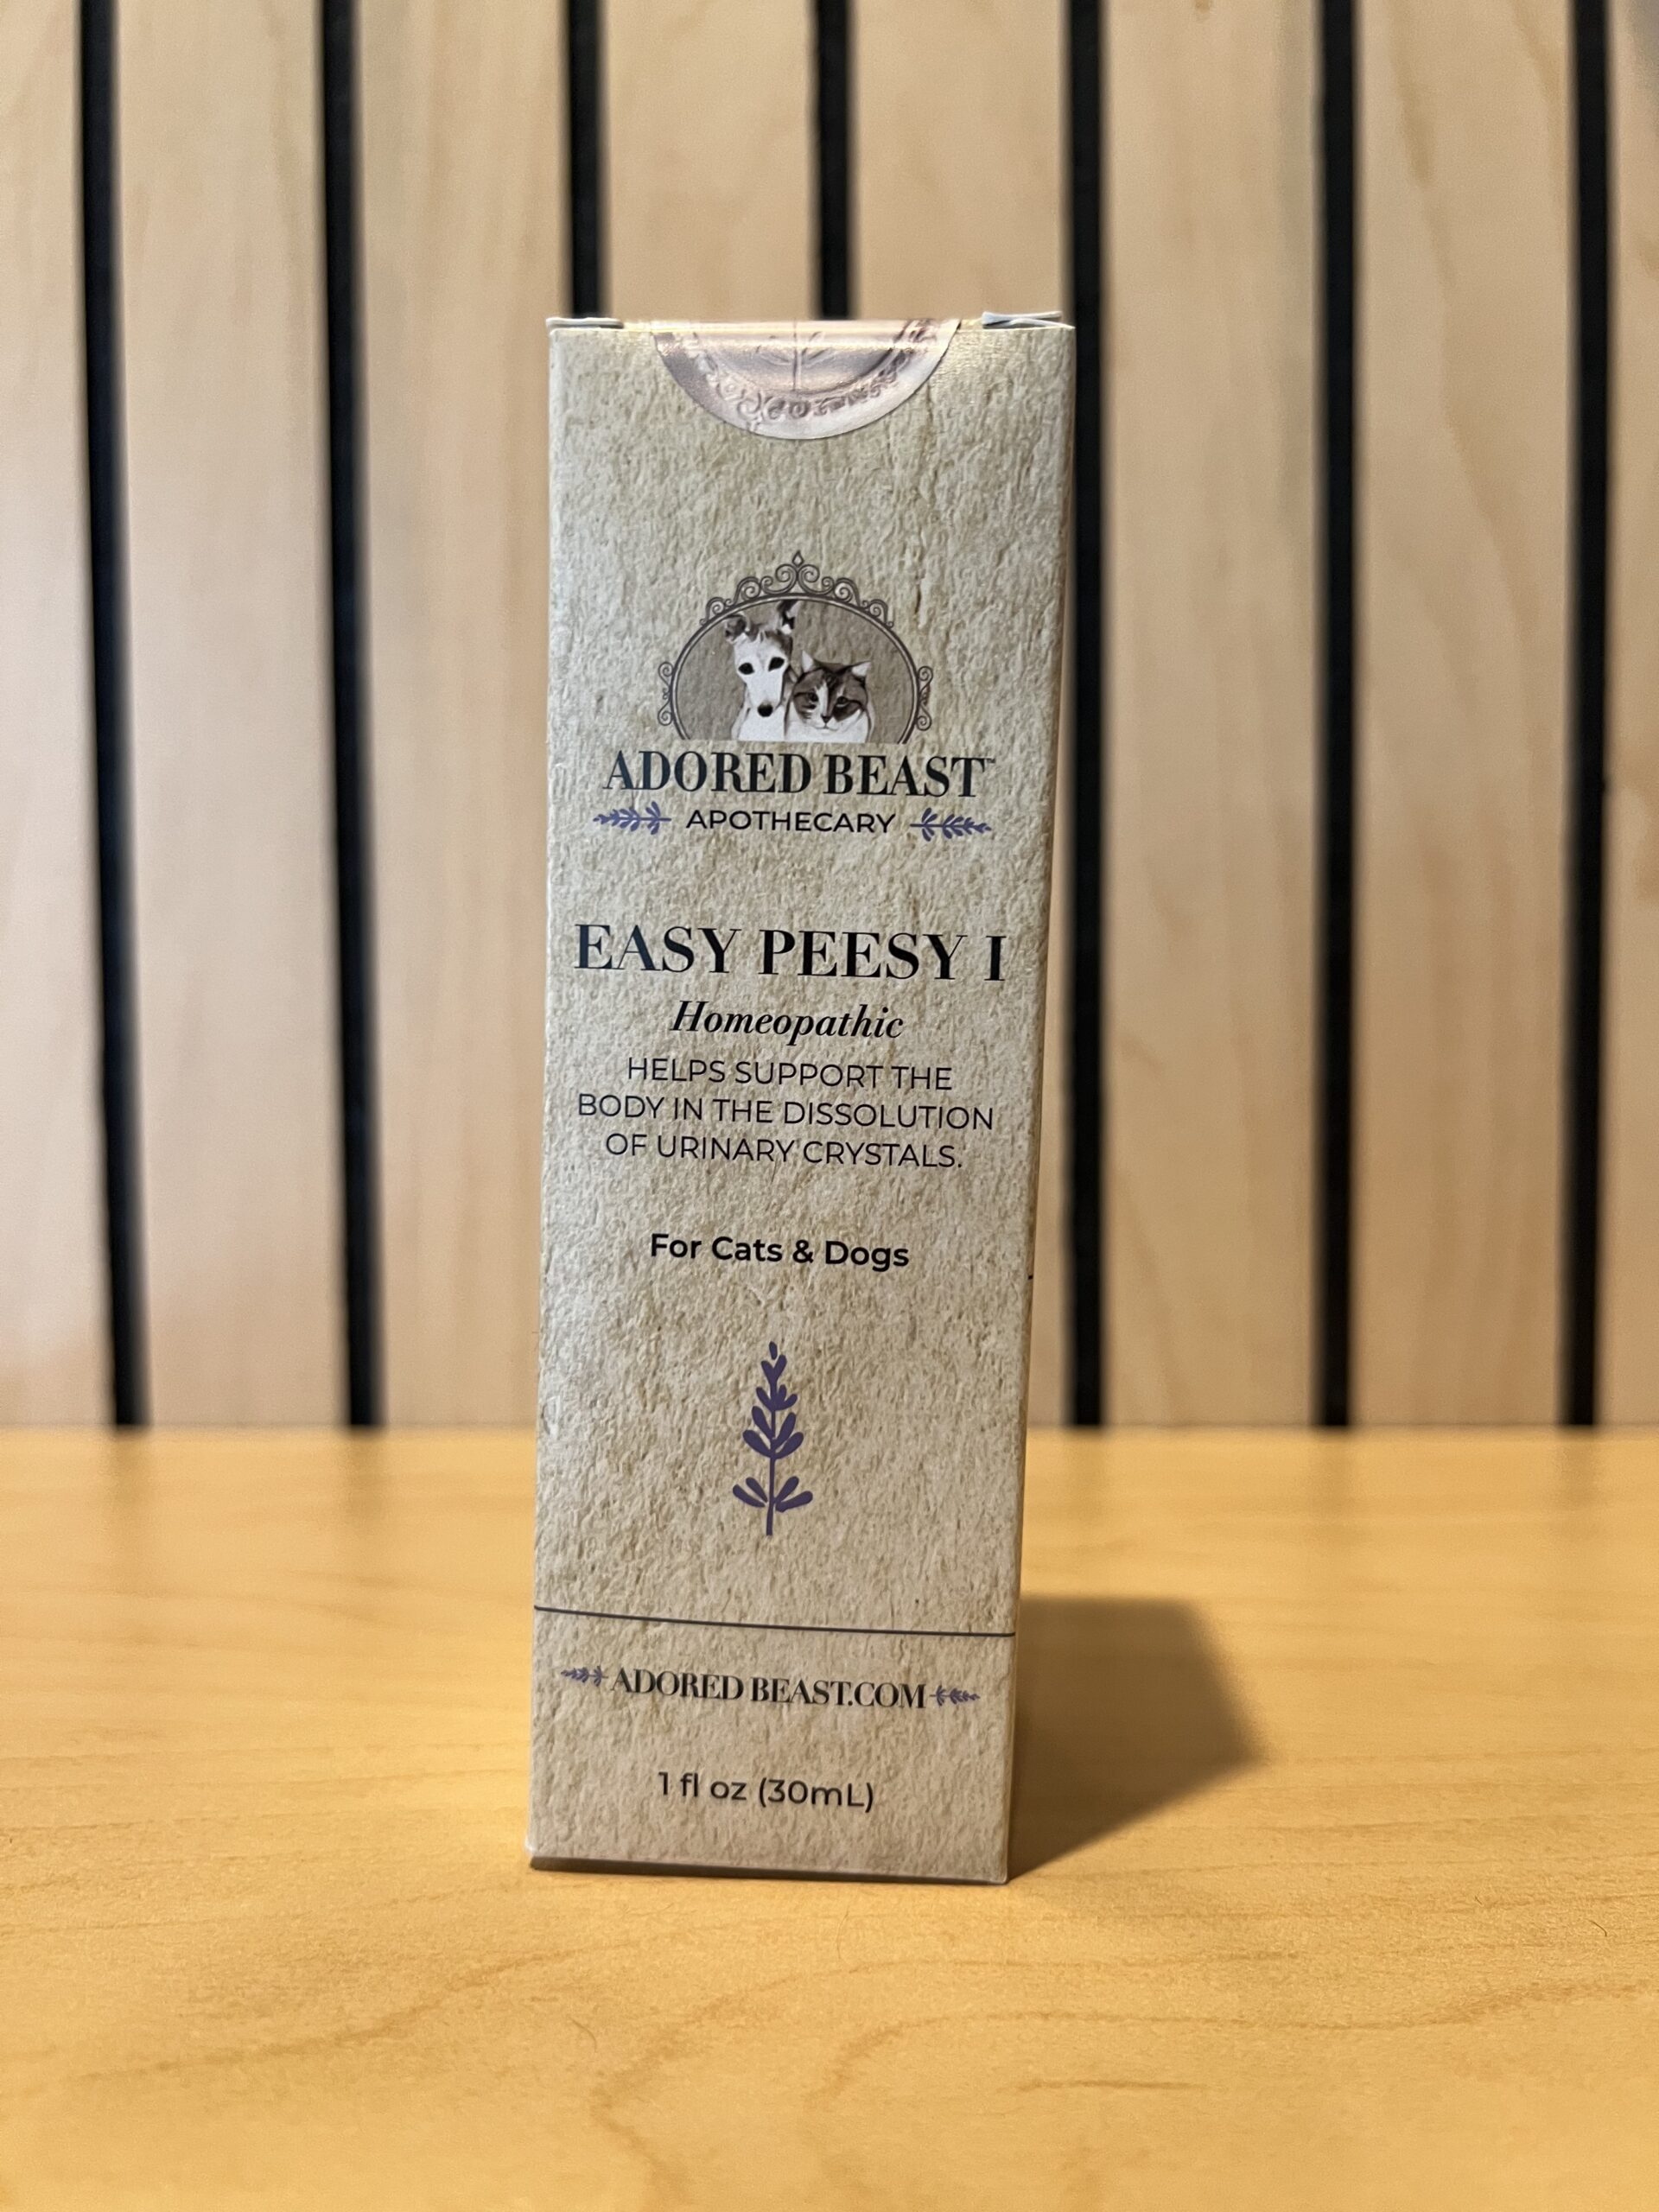 ADORED BEAST™
APOTHECARY
EASY PEESY I
Homeopathic
HELPS SUPPORT THE
BODY IN THE DISSOLUTION
OF URINARY CRYSTALS.
For Cats & Dogs
ADORED BEAST.COM
1 fl oz (30mL)